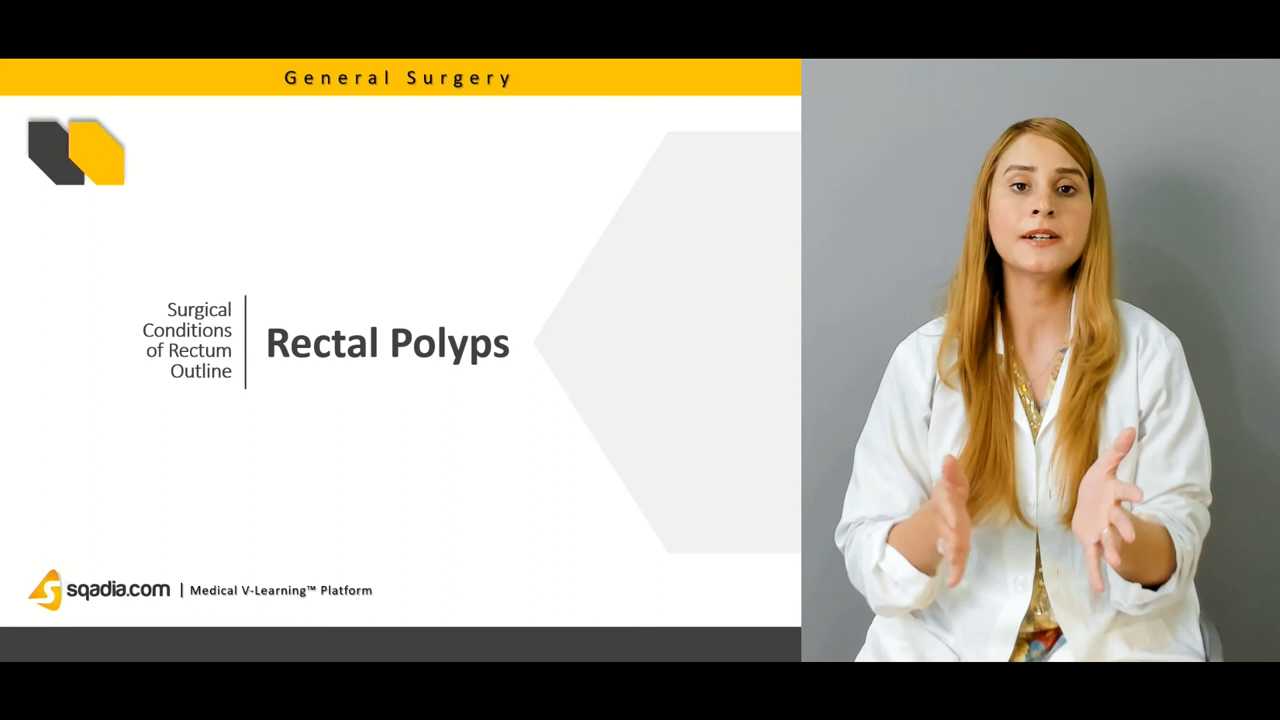 General Surgery
Surgical
Conditions
of Rectum
Outline
Rectal Polyps
sqadia.com | Medical V-Learning™ Platform